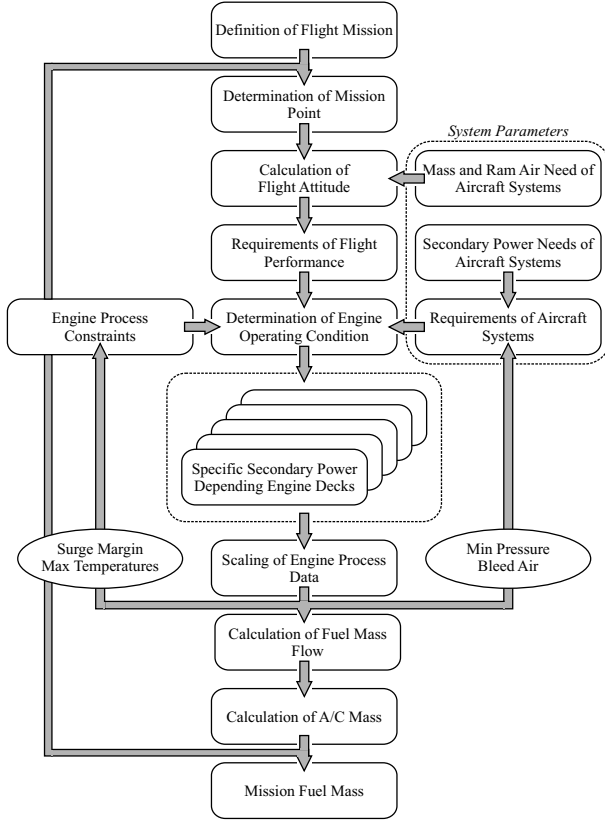 Definition of Flight Mission
Determination of Mission
Point
System Parameters
Calculation of
Flight Attitude
Mass and Ram Air Need of
Aircraft Systems
Requirements of Flight
Performance
Secondary Power Needs of
Aircraft Systems
Engine Process
Constraints
Determination of Engine
Operating Condition
Requirements of Aircraft
Systems
Specific Secondary Power
Depending Engine Decks
Surge Margin
Max Temperatures
Scaling of Engine Process
Data
Min Pressure
Bleed Air
Calculation of Fuel Mass
Flow
Calculation of A/C Mass
Mission Fuel Mass